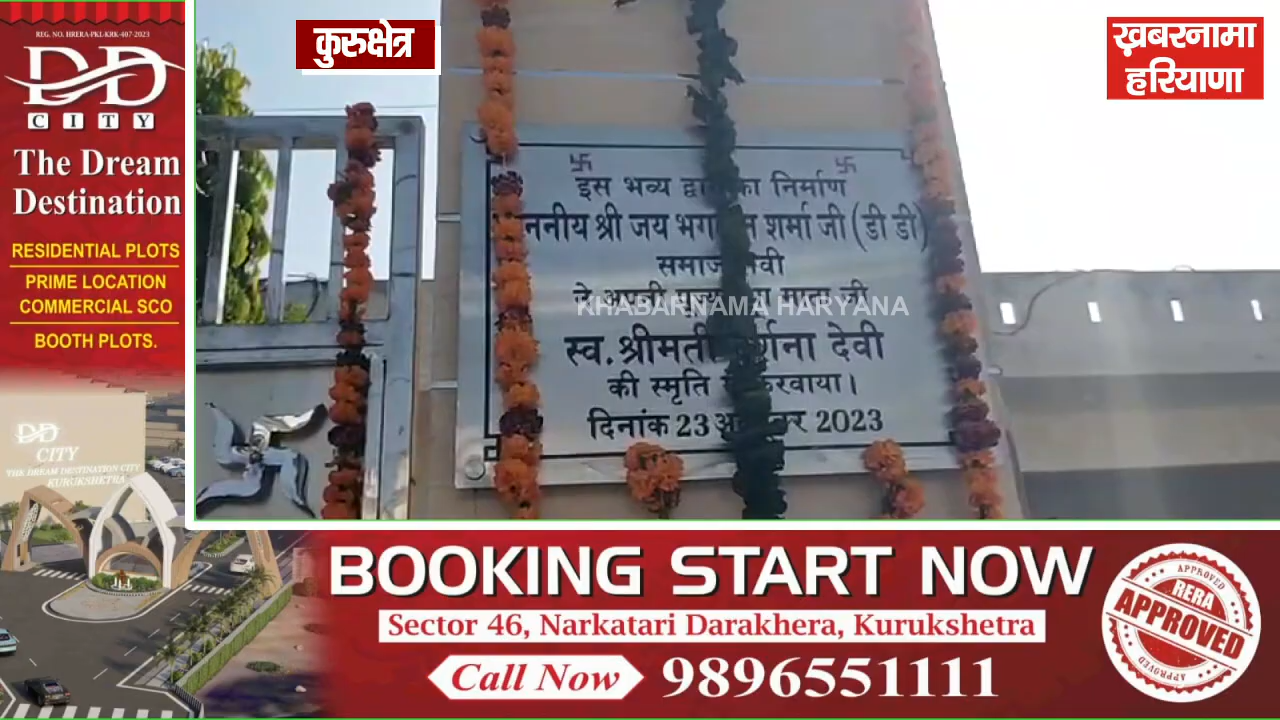 REG. NO. HRERA-PKL-KRK-407-2023
DD
CITY
The Dream
Destination
RESIDENTIAL PLOTS
PRIME LOCATION
COMMERCIAL SCO
BOOTH PLOTS.
DD
CITY
THE DREAM DESTINATION CITY
KURUKSHETRA
कुरुक्षेत्र
ख़बरनामा
हरियाणा
इस भव्य निर्माण
श्री जय शर्मा जी (डी डी)
KHABARNAMA HARYANA
स्व. श्रीमती देवी
की स्मृति करवाया।
दिनांक 23 2023
BOOKING START NOW
Sector 46, Narkatari Darakhera, Kurukshetra
Call Now 9896551111
APPROVED
RERA
APPROVED
APPROVED